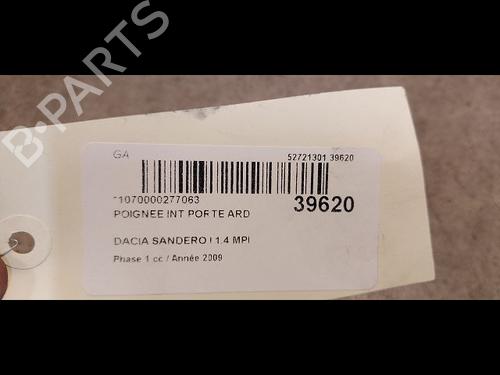 B-PARTS
GA
52721301 39620
*1070000277063
39620
POIGNEE INT PORTE ARD
DACIA SANDERO I 1.4 MPI
Phase 1 cc / Année 2009